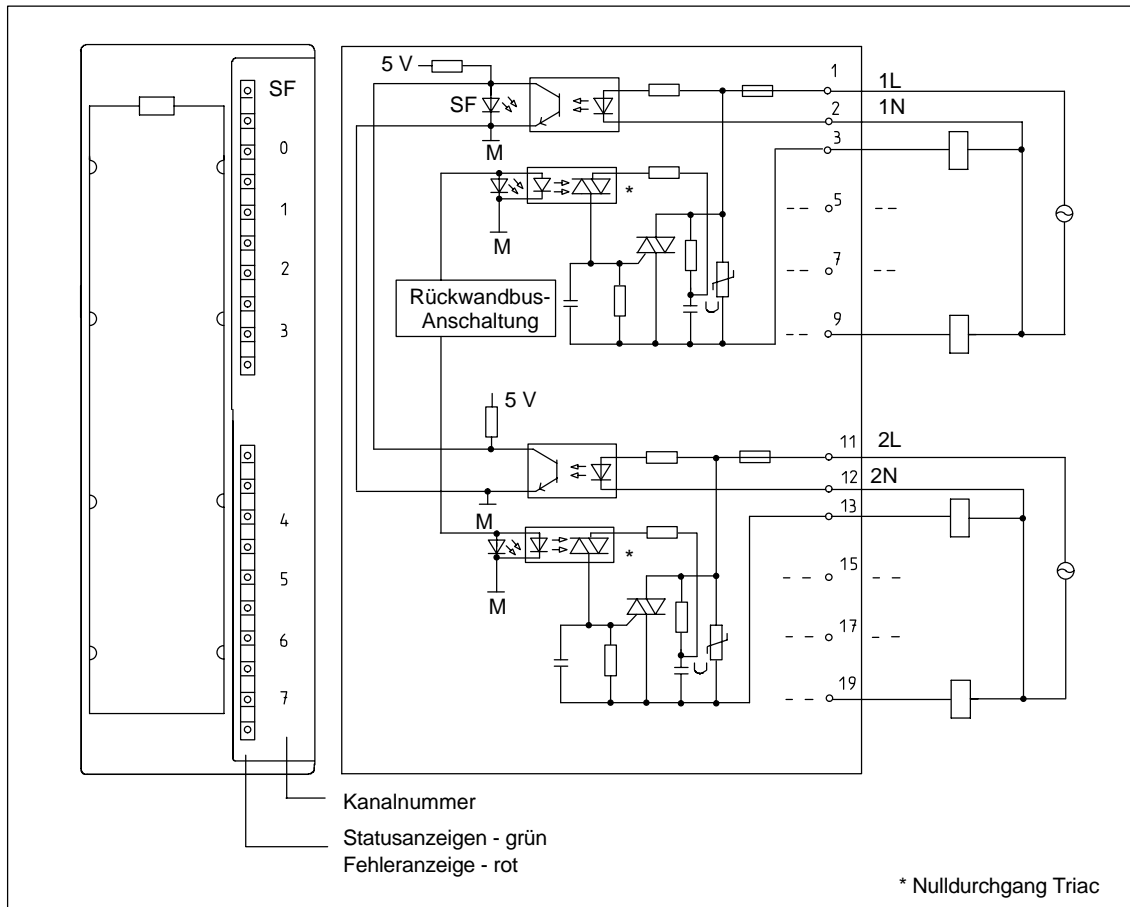 SF
0
1
2
3
4
5
6
7
Kanalnummer
Statusanzeigen - grün
Fehleranzeige - rot
5 V
SF
M
M
*
Rückwandbus-
Anschaltung
5 V
M
M
*
1
1L
2
1N
3
5
7
9
11
2L
12
2N
13
15
17
19
* Nulldurchgang Triac